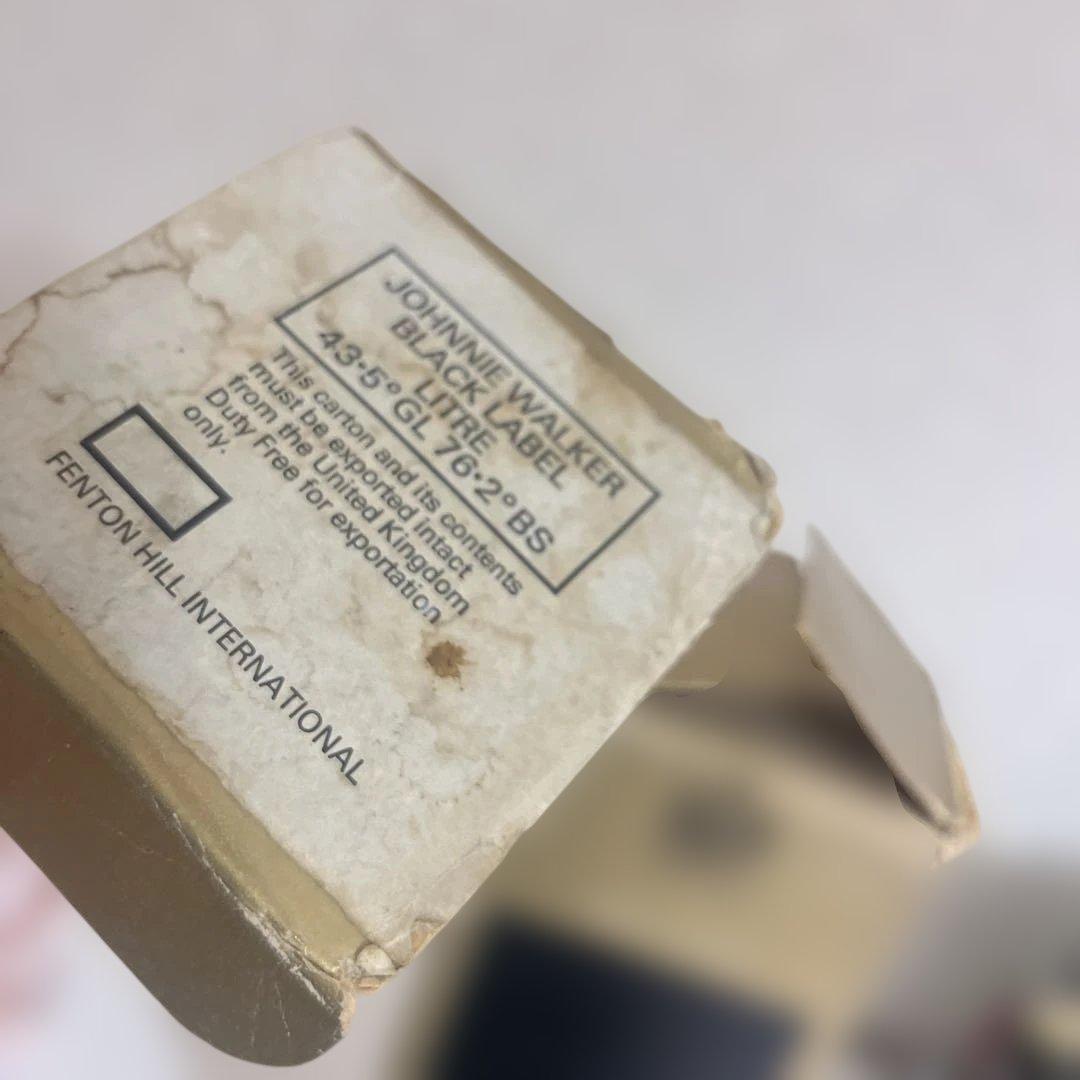 JOHNNIE WALKER
BLACK LABEL
LITRE
43·5° GL 76·2° BS
This carton and its contents
must be exported intact
from the United Kingdom
Duty Free for exportation
only.
FENTON HILL INTERNATIONAL